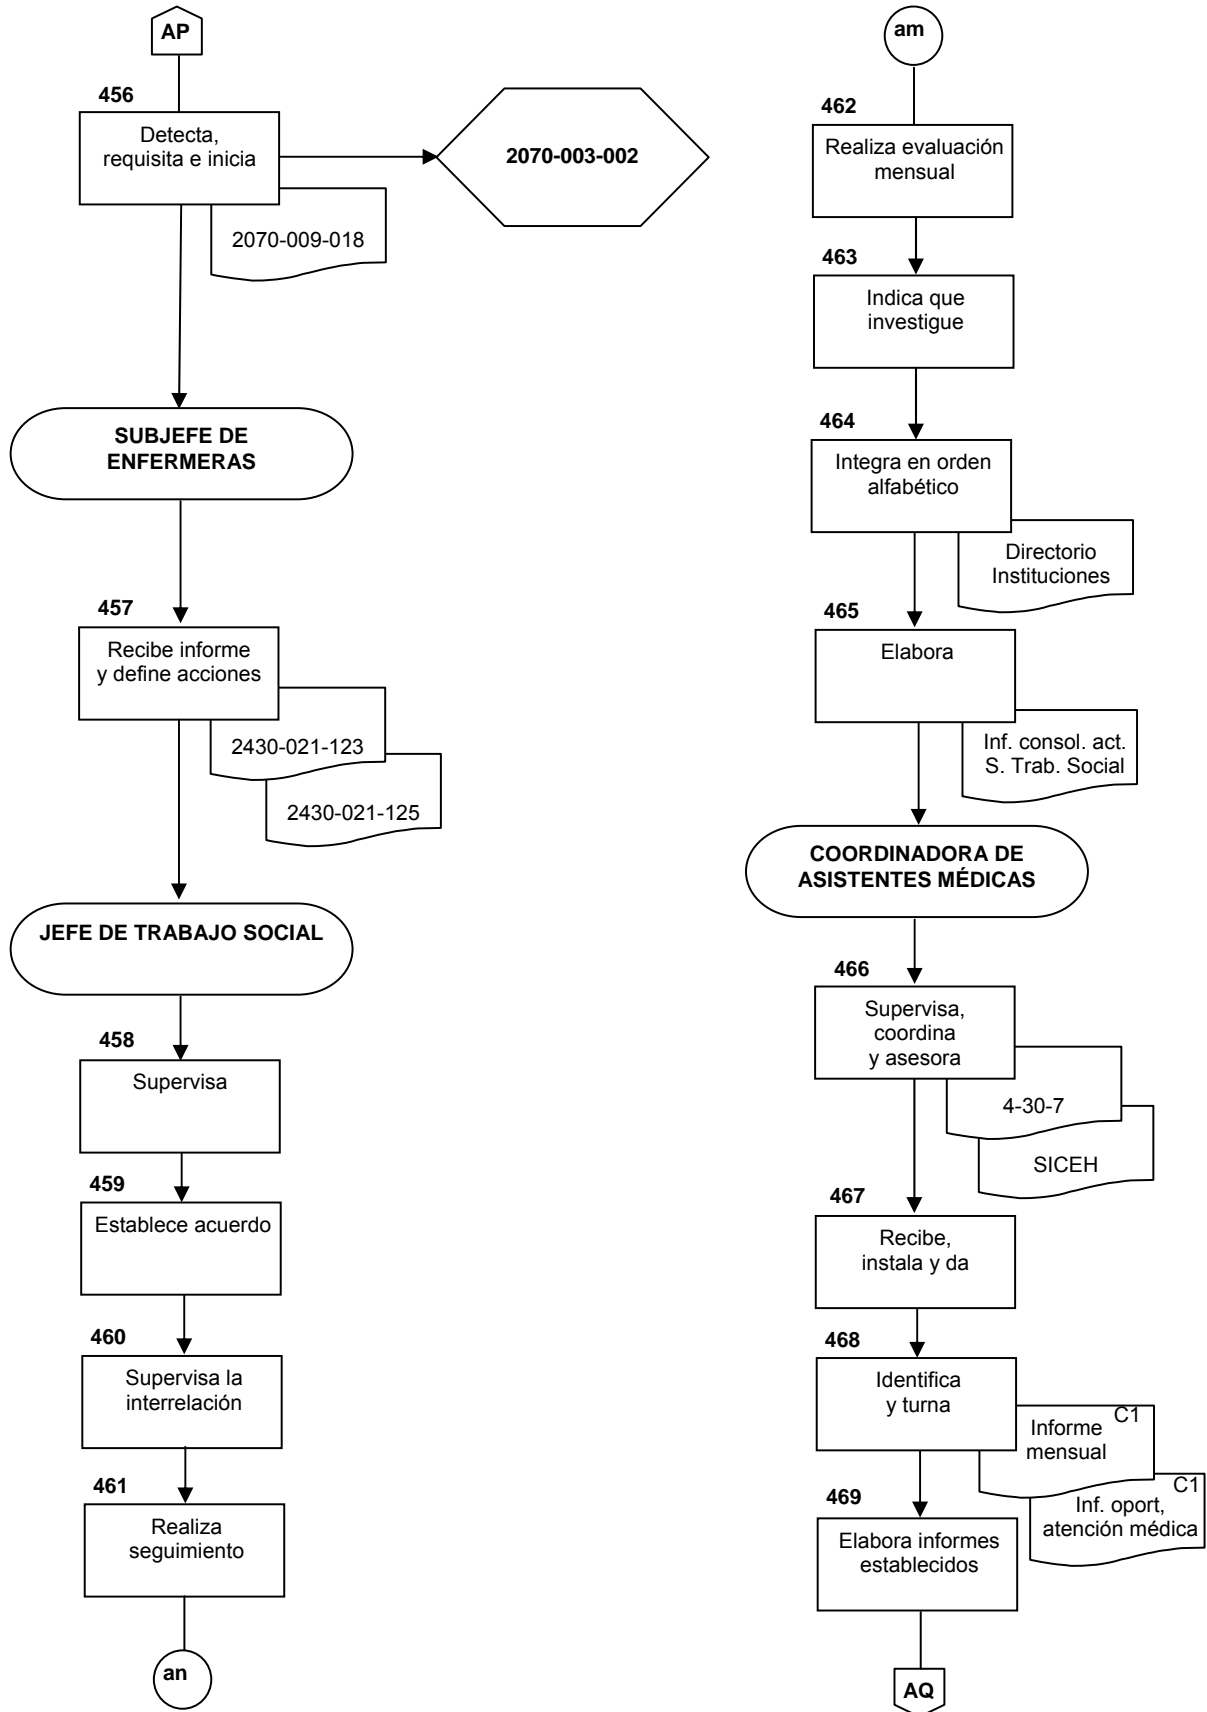 AP
456
Detecta,
requisita e inicia
2070-003-002
2070-009-018
SUBJEFE DE
ENFERMERAS
457
Recibe informe
y define acciones
2430-021-123
2430-021-125
JEFE DE TRABAJO SOCIAL
458
Supervisa
459
Establece acuerdo
460
Supervisa la
interrelación
461
Realiza
seguimiento
an
am
462
Realiza evaluación
mensual
463
Indica que
investigue
464
Integra en orden
alfabético
Directorio
Instituciones
465
Elabora
Inf. consol. act.
S. Trab. Social
COORDINADORA DE
ASISTENTES MÉDICAS
466
Supervisa,
coordina
y asesora
4-30-7
SICEH
467
Recibe,
instala y da
468
Identifica
y turna
C1
Informe
mensual
C1
Inf. oport,
atención médica
469
Elabora informes
establecidos
AQ